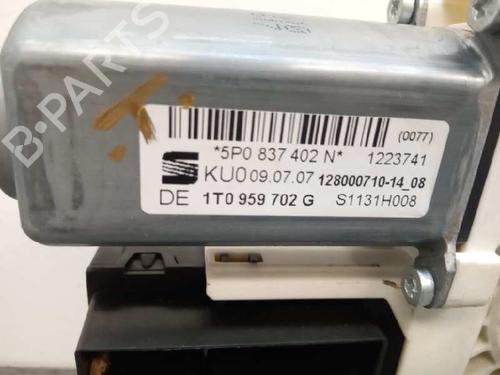 (0077)
*5P0 837 402 N* 1223741
KU0 09.07.07 128000710-14_08
DE 1T0 959 702 G S1131H008
B-PARTS